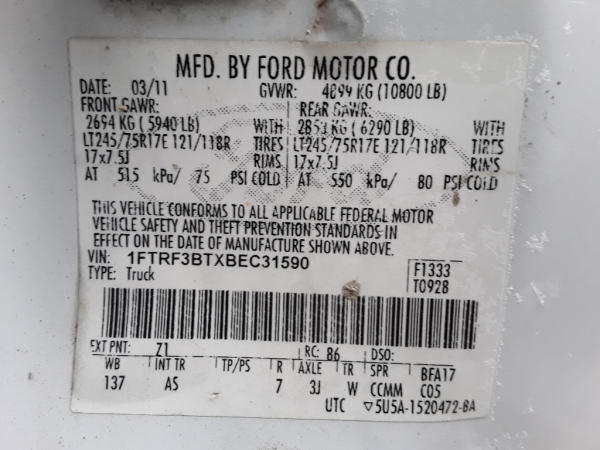 MFD. BY FORD MOTOR CO.
DATE: 03/11 GVWR: 4899 KG (10800 LB)
FRONT GAWR: REAR GAWR:
2694 KG ( 5940 LB) WITH 2853 KG ( 6290 LB) WITH
LT245/75R17E 121/118R TIRES LT245/75R17E 121/118R TIRES
17x7.5J RIMS 17x7.5J RIMS
AT 515 kPa/ 75 PSI COLD AT 550 kPa/ 80 PSI COLD
THIS VEHICLE CONFORMS TO ALL APPLICABLE FEDERAL MOTOR
VEHICLE SAFETY AND THEFT PREVENTION STANDARDS IN
EFFECT ON THE DATE OF MANUFACTURE SHOWN ABOVE.
VIN: 1FTRF3BTXBEC31590 F1333
TYPE: Truck T0928
EXT PNT: Z1 RC: 86 DSO:
WB INT TR TP/PS R AXLE TR SPR BFA17
137 AS 7 3J W CCMM C05
UTC ▽5U5A-1520472-BA